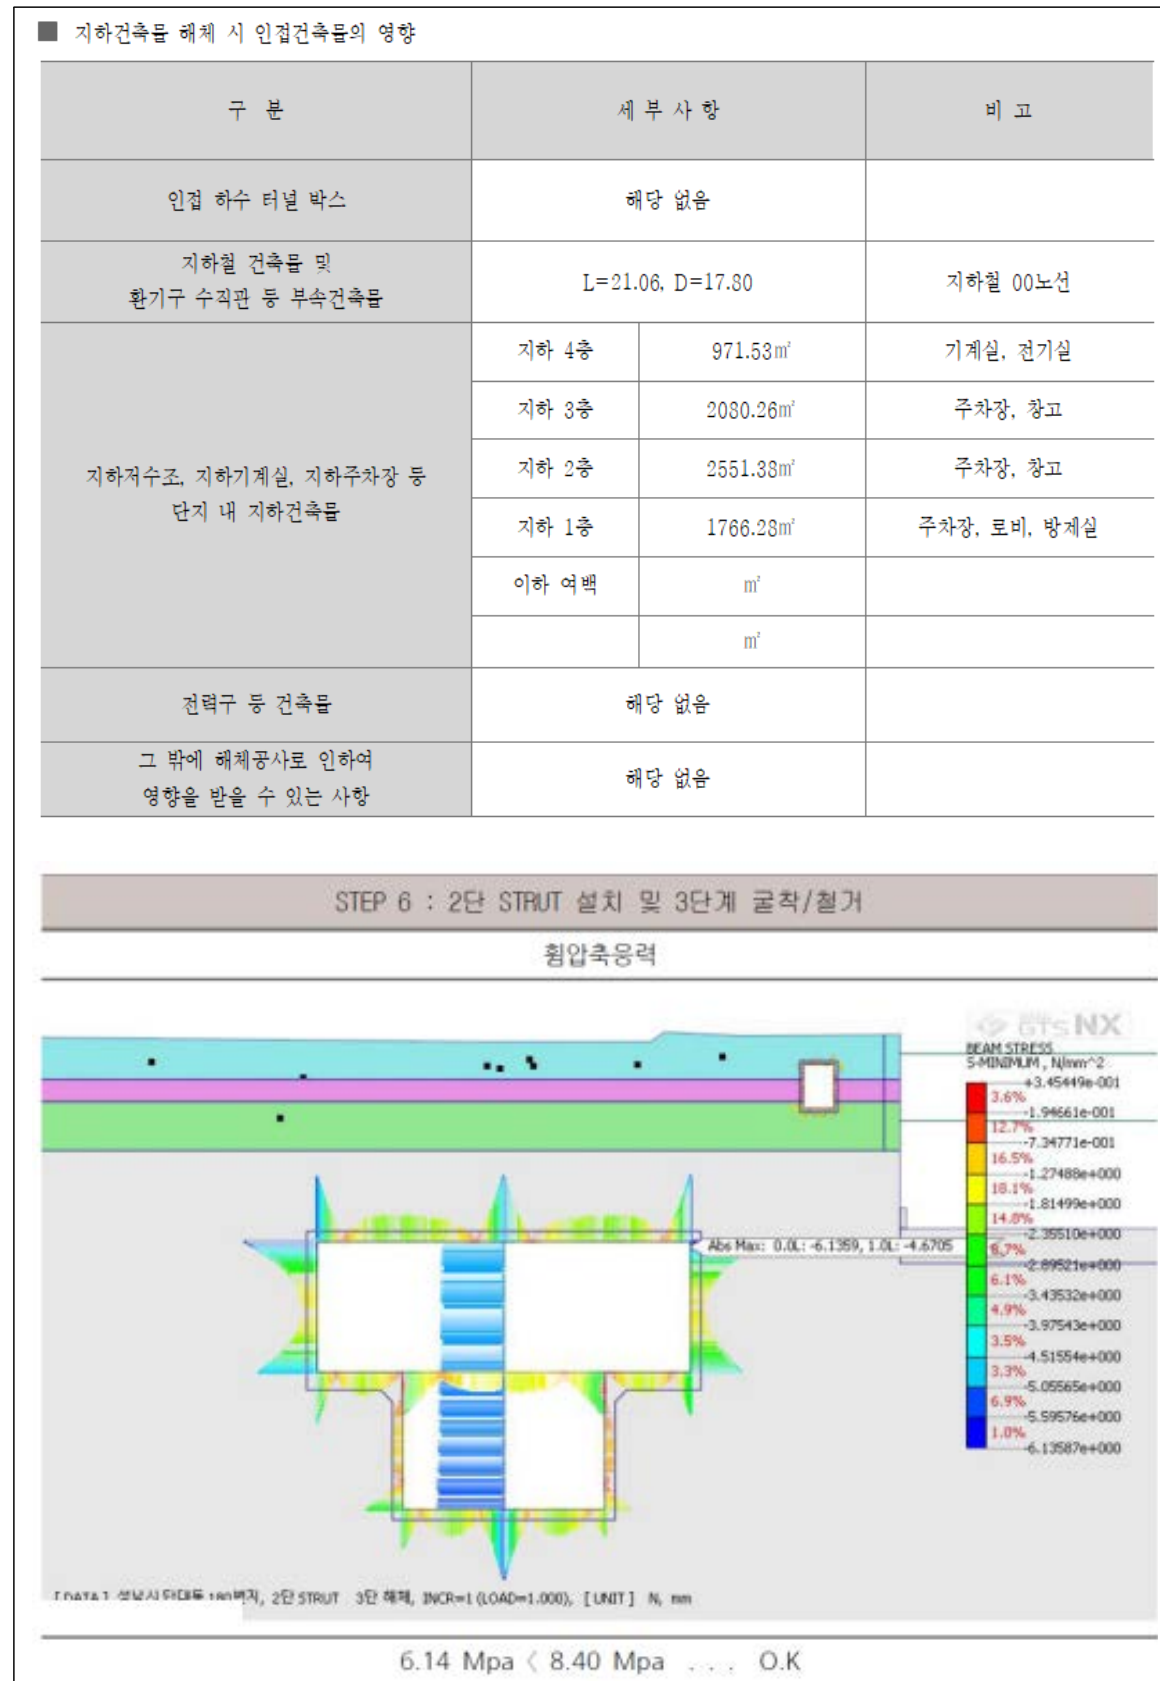 ■ 지하건축물 해체 시 인접건축물의 영향
구 분
세 부 사 항
비 고
인접 하수 터널 박스
해당 없음
지하철 건축물 및
환기구 수직관 등 부속건축물
L=21.06, D=17.80
지하철 00노선
지하저수조, 지하기계실, 지하주차장 등
단지 내 지하건축물
지하 4층
971.53㎡
기계실, 전기실
지하 3층
2080.26㎡
주차장, 창고
지하 2층
2551.38㎡
주차장, 창고
지하 1층
1766.28㎡
주차장, 로비, 방재실
이하 여백
㎡
㎡
전력구 등 건축물
해당 없음
그 밖에 해체공사로 인하여
영향을 받을 수 있는 사항
해당 없음
STEP 6 : 2단 STRUT 설치 및 3단계 굴착/철거
휨압축응력
GTS NX
BEAM STRESS
S-MINIMUM , N/mm^2
+3.45449e-001
3.6%
-1.94661e-001
12.7%
-7.34771e-001
16.5%
-1.27488e+000
18.1%
-1.81499e+000
14.8%
-2.35510e+000
8.7%
-2.89521e+000
6.1%
-3.43532e+000
4.9%
-3.97543e+000
3.5%
-4.51554e+000
3.3%
-5.05565e+000
6.9%
-5.59576e+000
1.0%
-6.13587e+000
Abs Max: 0.0L: -6.1359, 1.0L: -4.6705
[ DATA ] 성남시 단대동 180번지, 2단 STRUT 3단 해체, INCR=1 (LOAD=1.000), [ UNIT ] N, mm
6.14 Mpa < 8.40 Mpa . . . O.K